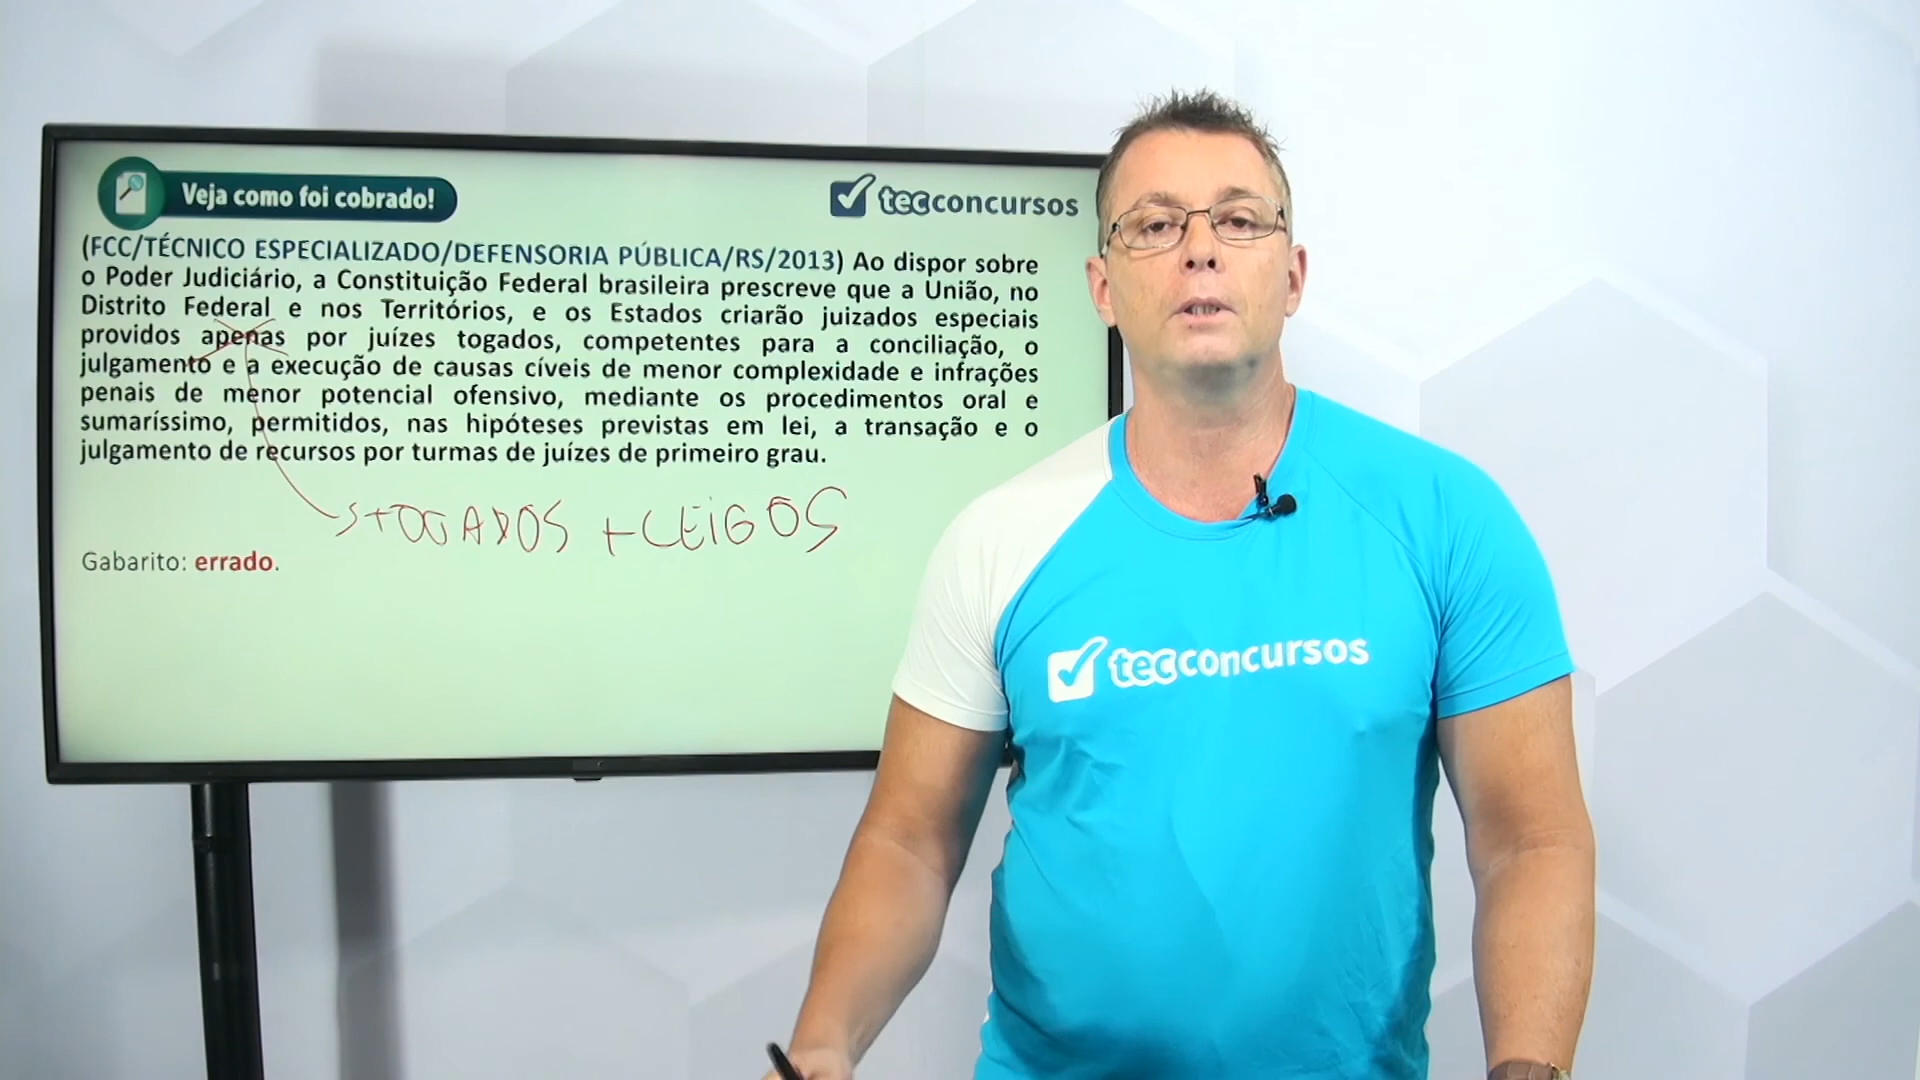 Veja como foi cobrado!
tecconcursos
(FCC/TÉCNICO ESPECIALIZADO/DEFENSORIA PÚBLICA/RS/2013) Ao dispor sobre
o Poder Judiciário, a Constituição Federal brasileira prescreve que a União, no
Distrito Federal e nos Territórios, e os Estados criarão juizados especiais
providos apenas por juízes togados, competentes para a conciliação, o
julgamento e a execução de causas cíveis de menor complexidade e infrações
penais de menor potencial ofensivo, mediante os procedimentos oral e
sumaríssimo, permitidos, nas hipóteses previstas em lei, a transação e o
julgamento de recursos por turmas de juízes de primeiro grau.
TOGADOS + LEIGOS
Gabarito: errado.
tecconcursos